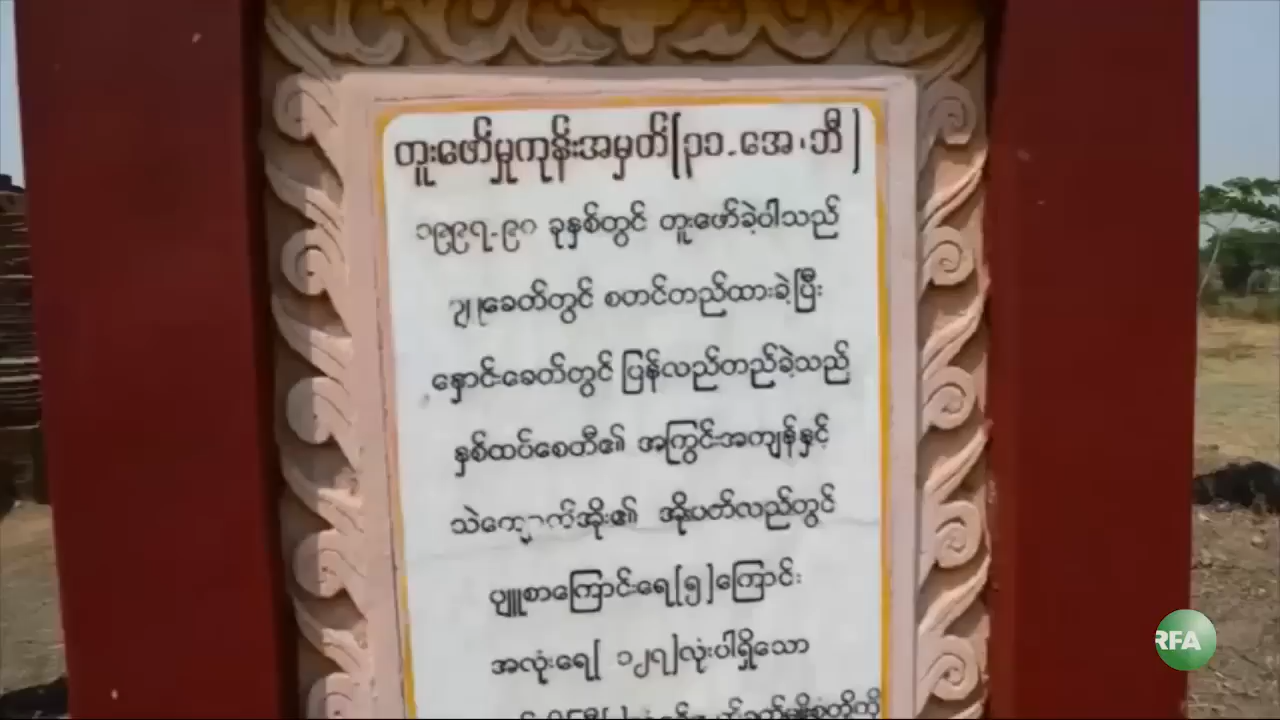 တူးဖော်မှုကုန်းအမှတ်[၃၁.အေ၊ဘီ]
၁၉၉၇-၉၀ ခုနှစ်တွင် တူးဖော်ခဲ့ပါသည်
ပျူခေတ်တွင် စတင်တည်ထားခဲ့ပြီး
နှောင်းခေတ်တွင် ပြန်လည်တည်ခဲ့သည့်
နှစ်ထပ်စေတီ၏ အကြွင်းအကျန်နှင့်
သဲကျောက်အိုး၏ အိုးပတ်လည်တွင်
ပျူစာကြောင်းရေ[၅]ကြောင်း
အလုံးရေ[ ၁၂၇]လုံးပါရှိသော
RFA